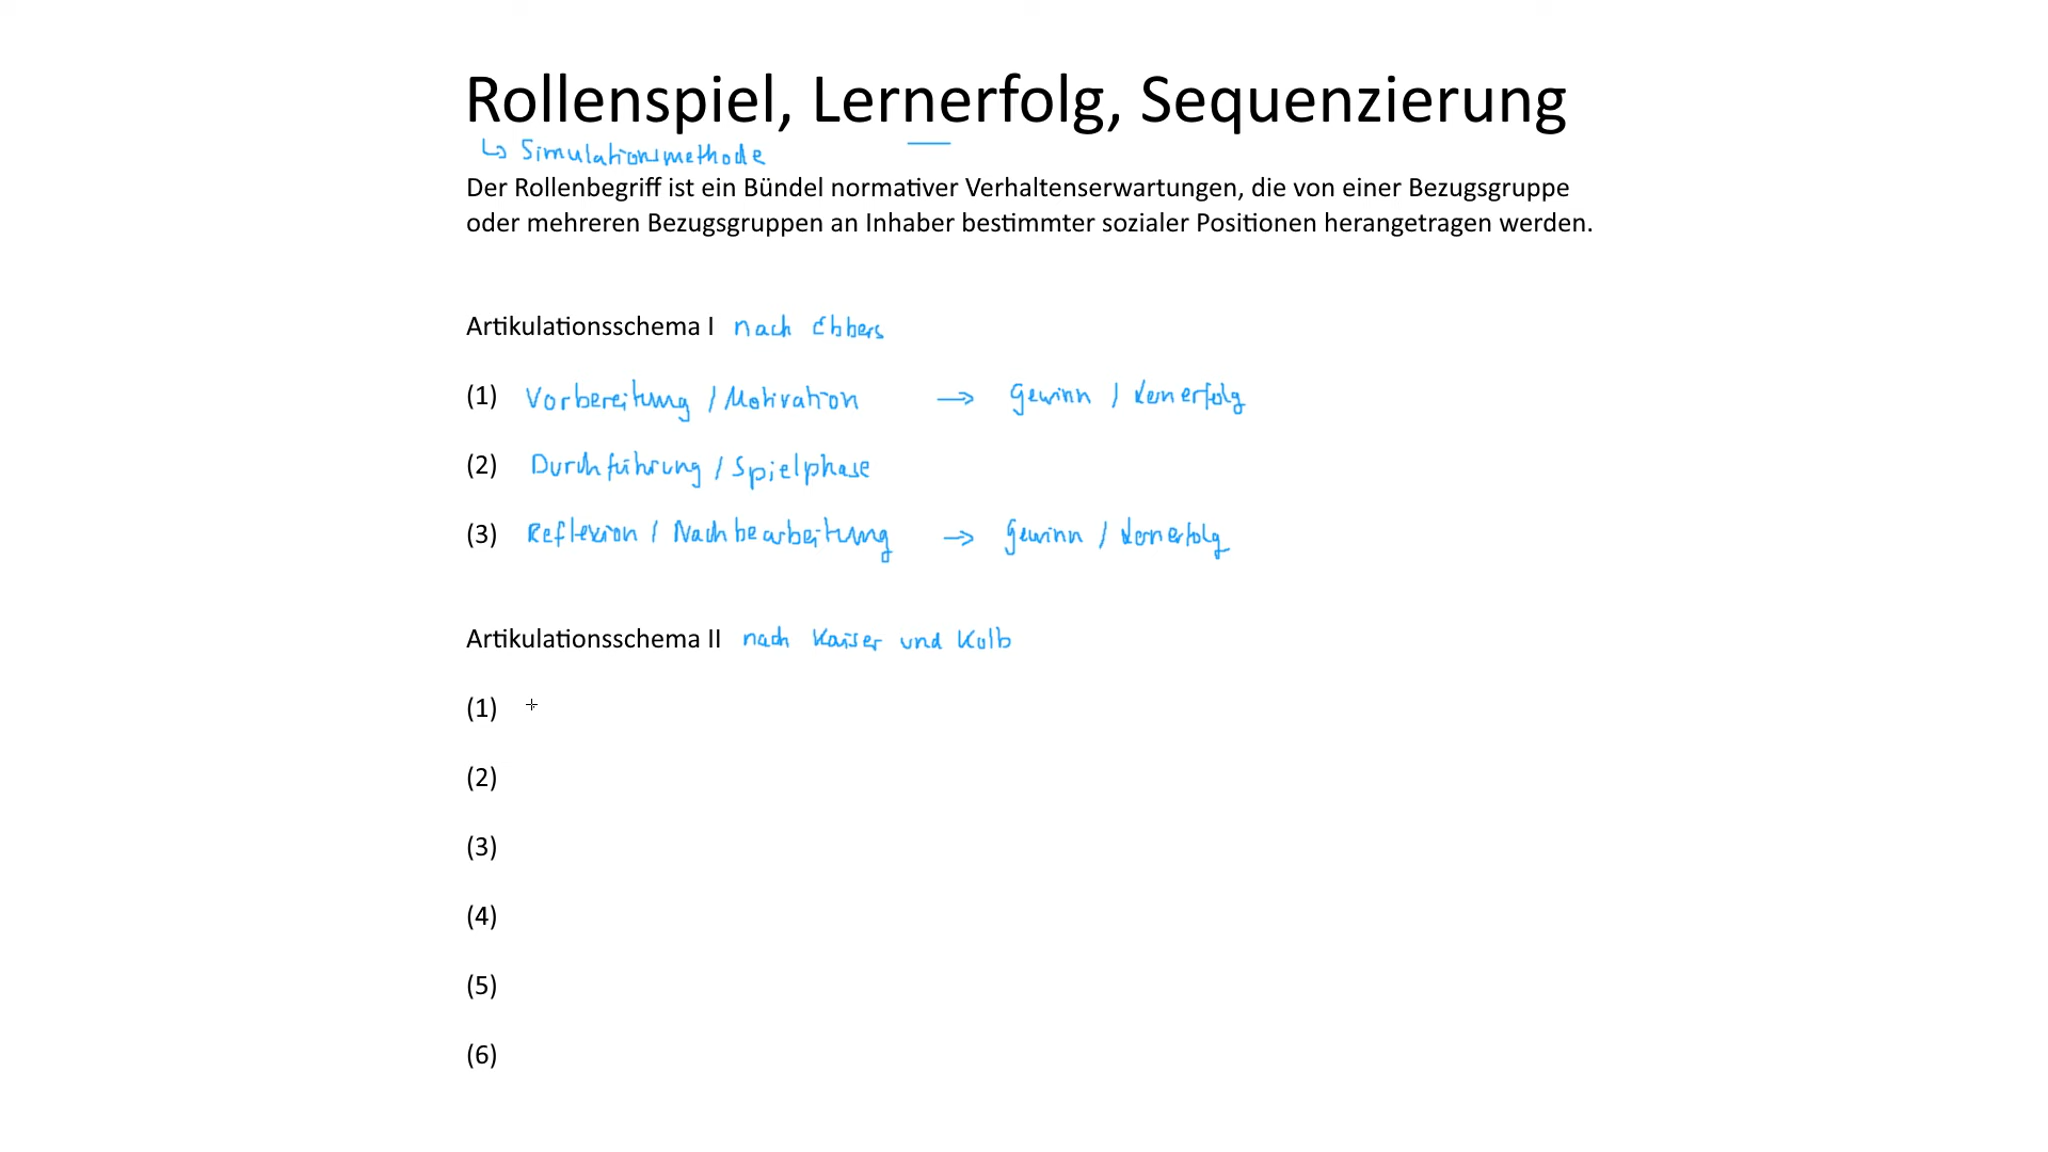 Rollenspiel, Lernerfolg, Sequenzierung
↳ Simulationsmethode
Der Rollenbegriff ist ein Bündel normativer Verhaltenserwartungen, die von einer Bezugsgruppe
oder mehreren Bezugsgruppen an Inhaber bestimmter sozialer Positionen herangetragen werden.
Artikulationsschema I nach Ebbers
(1) Vorbereitung / Motivation → Gewinn / Lernerfolg
(2) Durchführung / Spielphase
(3) Reflexion / Nachbearbeitung → Gewinn / Lernerfolg
Artikulationsschema II nach Kaiser und Kolb
(1)
(2)
(3)
(4)
(5)
(6)